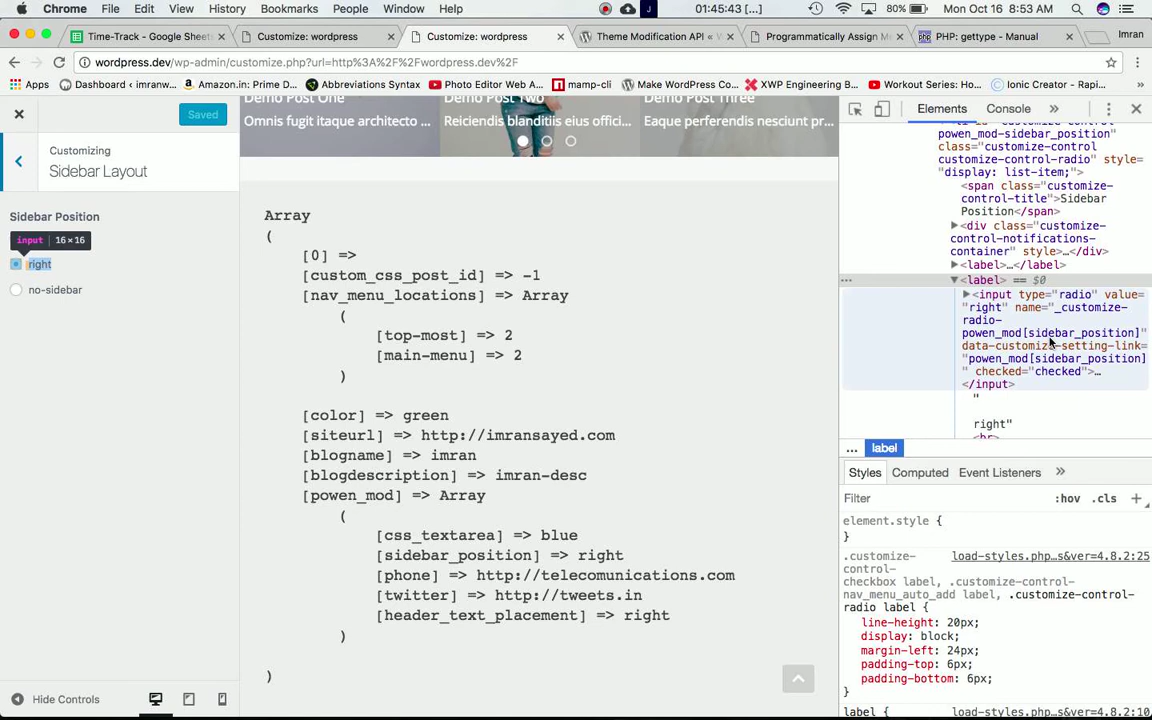 Chrome File Edit View History Bookmarks People Window Help 01:45:43 [...] 80% Mon Oct 16 8:53 AM
Time-Track - Google Sheets Customize: wordpress Customize: wordpress Theme Modification API « W Programmatically Assign Me PHP: gettype - Manual Imran
wordpress.dev/wp-admin/customize.php?url=http%3A%2F%2Fwordpress.dev%2F
Apps Dashboard ‹ imranw... Amazon.in: Prime D... Abbreviations Syntax Photo Editor Web A... mamp-cli Make WordPress Co... XWP Engineering B... Workout Series: Ho... Ionic Creator - Rapi...
Saved
Customizing
Sidebar Layout
Sidebar Position
input 16×16
right
no-sidebar
Hide Controls
Demo Post One Demo Post Two Demo Post Three
Omnis fugit itaque architecto ... Reiciendis blanditiis eius offici... Eaque perferendis nesciunt pr...
Array
(
[0] =>
[custom_css_post_id] => -1
[nav_menu_locations] => Array
(
[top-most] => 2
[main-menu] => 2
)
[color] => green
[siteurl] => http://imransayed.com
[blogname] => imran
[blogdescription] => imran-desc
[powen_mod] => Array
(
[css_textarea] => blue
[sidebar_position] => right
[phone] => http://telecomunications.com
[twitter] => http://tweets.in
[header_text_placement] => right
)
)
Elements Console »
powen_mod-sidebar_position"
class="customize-control
customize-control-radio" style=
"display: list-item;">
<span class="customize-
control-title">Sidebar
Position</span>
<div class="customize-
control-notifications-
container" style>…</div>
<label>…</label>
<label> == $0
<input type="radio" value=
"right" name="_customize-
radio-
powen_mod[sidebar_position]"
data-customize-setting-link=
"powen_mod[sidebar_position]
" checked="checked">…
</input>
"
right"
<br>
... label
Styles Computed Event Listeners »
Filter :hov .cls +
element.style {
}
.customize- load-styles.php…s&ver=4.8.2:25
control-
checkbox label, .customize-control-
nav_menu_auto_add label, .customize-control-
radio label {
line-height: 20px;
display: block;
margin-left: 24px;
padding-top: 6px;
padding-bottom: 6px;
}
label { load-styles.php…s&ver=4.8.2:10